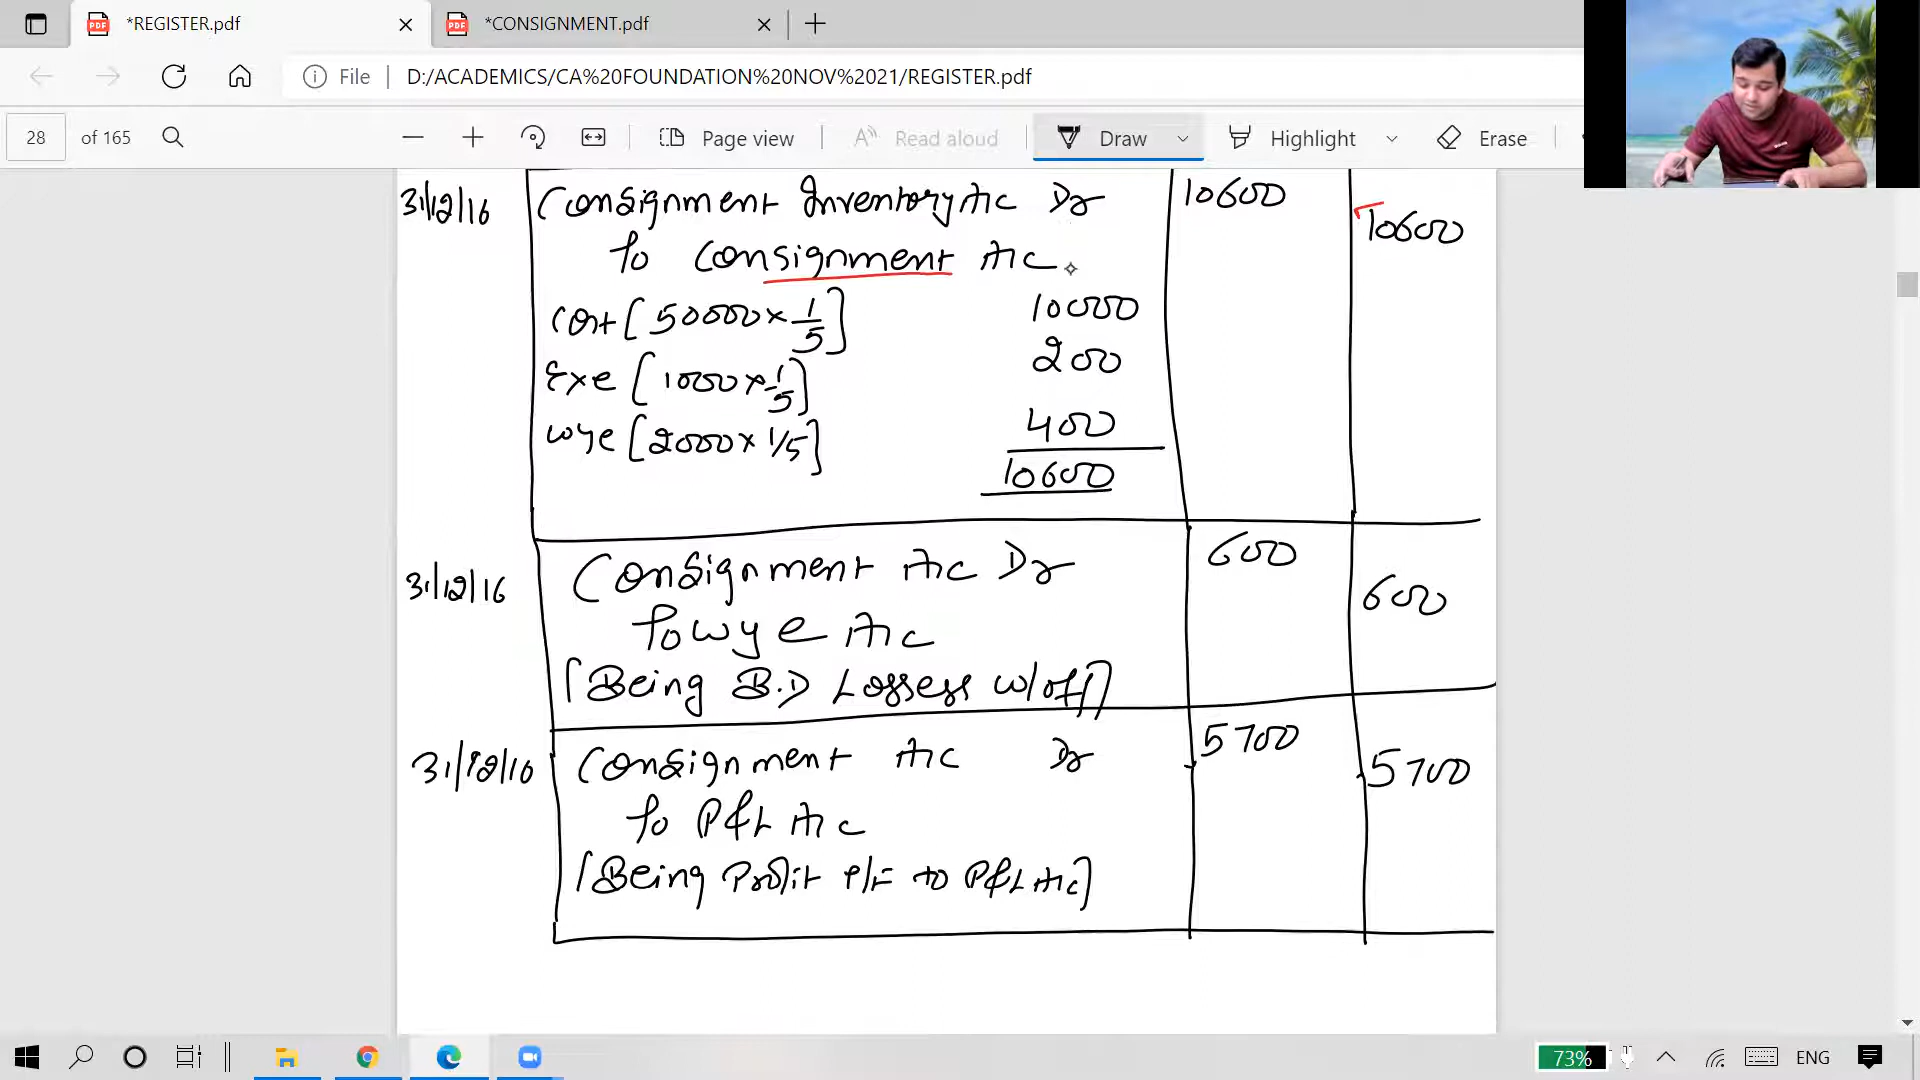 *REGISTER.pdf
*CONSIGNMENT.pdf
File
D:/ACADEMICS/CA%20FOUNDATION%20NOV%2021/REGISTER.pdf
28 of 165
Page view
Read aloud
Draw
Highlight
Erase
31/12/16 Consignment Inventory A/c Dr 10600
To Consignment A/c 10600
Cost [50000 × 1/5] 10000
Exe [1000 × 1/5] 200
wye [2000 × 1/5] 400
10600
31/12/16 Consignment A/c Dr 600
To wye A/c 600
[Being B.D Lossess w/off]
31/12/16 Consignment A/c Dr 5700
To P&L A/c 5700
[Being Profit t/f to P&L A/c]
73%
ENG